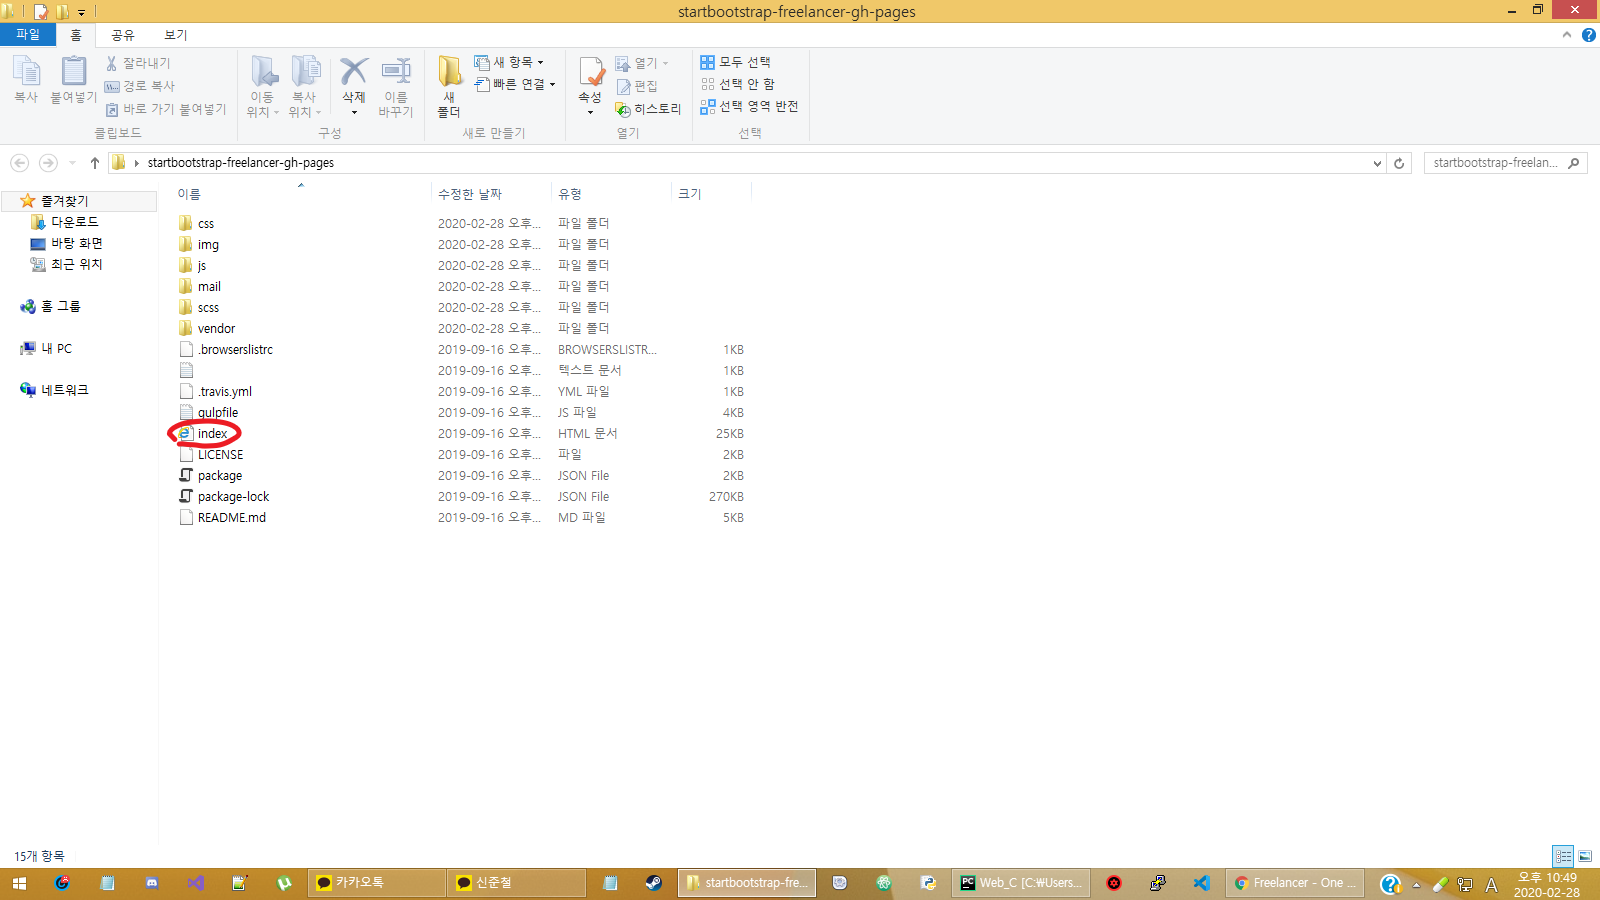 startbootstrap-freelancer-gh-pages
파일 홈 공유 보기
복사
붙여넣기
잘라내기
경로 복사
바로 가기 붙여넣기
클립보드
이동 위치
복사 위치
삭제
이름 바꾸기
구성
새 폴더
새 항목
빠른 연결
새로 만들기
속성
열기
편집
히스토리
열기
모두 선택
선택 안 함
선택 영역 반전
선택
startbootstrap-freelancer-gh-pages
startbootstrap-freelan...
즐겨찾기
다운로드
바탕 화면
최근 위치
홈 그룹
내 PC
네트워크
이름 수정한 날짜 유형 크기
css 2020-02-28 오후... 파일 폴더
img 2020-02-28 오후... 파일 폴더
js 2020-02-28 오후... 파일 폴더
mail 2020-02-28 오후... 파일 폴더
scss 2020-02-28 오후... 파일 폴더
vendor 2020-02-28 오후... 파일 폴더
.browserslistrc 2019-09-16 오후... BROWSERSLISTR... 1KB
2019-09-16 오후... 텍스트 문서 1KB
.travis.yml 2019-09-16 오후... YML 파일 1KB
gulpfile 2019-09-16 오후... JS 파일 4KB
index 2019-09-16 오후... HTML 문서 25KB
LICENSE 2019-09-16 오후... 파일 2KB
package 2019-09-16 오후... JSON File 2KB
package-lock 2019-09-16 오후... JSON File 270KB
README.md 2019-09-16 오후... MD 파일 5KB
15개 항목
카카오톡
신준철
startbootstrap-fre...
Web_C [C:₩Users...
Freelancer - One ...
A
오후 10:49
2020-02-28